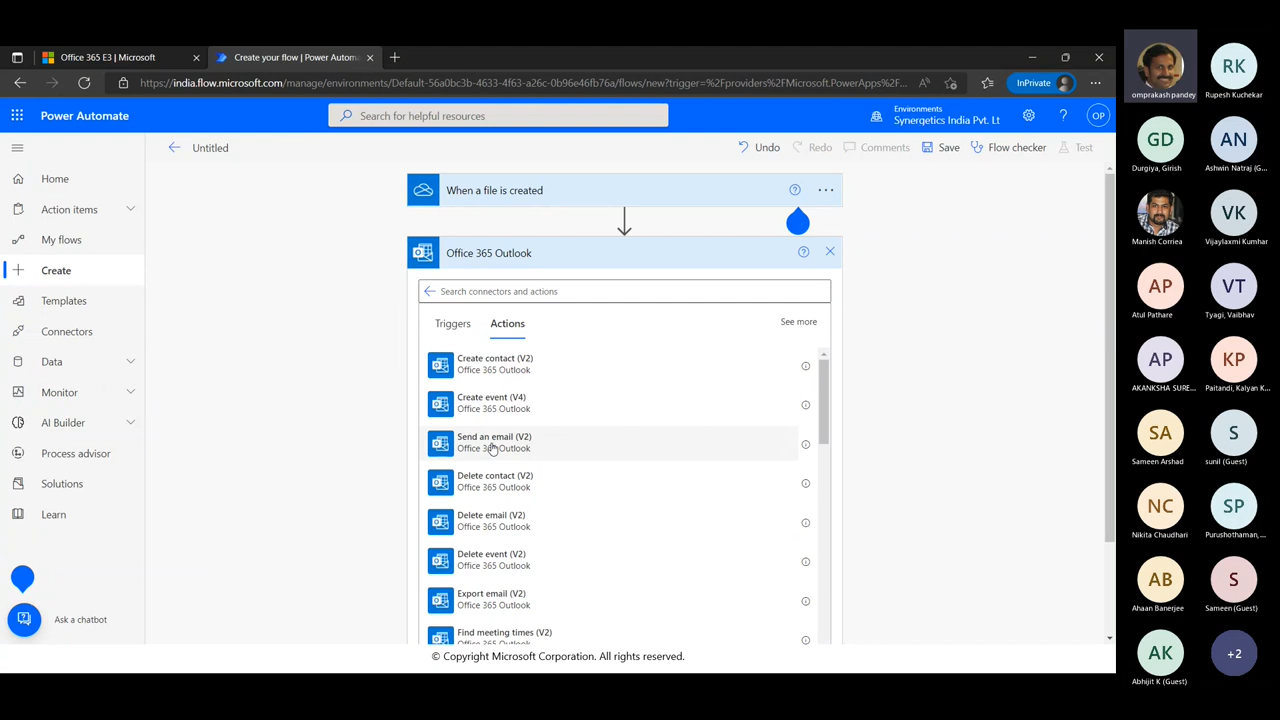 Office 365 E3 | Microsoft
Create your flow | Power Automa
https://india.flow.microsoft.com/manage/environments/Default-56a0bc3b-4633-4f63-a26c-0b96e46fb76a/flows/new?trigger=%2Fproviders%2FMicrosoft.PowerApps%2F...
InPrivate
Power Automate
Search for helpful resources
Environments
Synergetics India Pvt. Lt
OP
Untitled
Undo
Redo
Comments
Save
Flow checker
Test
Home
Action items
My flows
Create
Templates
Connectors
Data
Monitor
AI Builder
Process advisor
Solutions
Learn
Ask a chatbot
When a file is created
Office 365 Outlook
Search connectors and actions
Triggers
Actions
See more
Create contact (V2)
Office 365 Outlook
Create event (V4)
Office 365 Outlook
Send an email (V2)
Office 365 Outlook
Delete contact (V2)
Office 365 Outlook
Delete email (V2)
Office 365 Outlook
Delete event (V2)
Office 365 Outlook
Export email (V2)
Office 365 Outlook
Find meeting times (V2)
Office 365 Outlook
© Copyright Microsoft Corporation. All rights reserved.
omprakash pandey
RK
Rupesh Kuchekar
GD
Durgiya, Girish
AN
Ashwin Natraj (G...
Manish Corriea
VK
Vijaylaxmi Kumhar
AP
Atul Pathare
VT
Tyagi, Vaibhav
AP
AKANKSHA SURE...
KP
Paitandi, Kalyan K...
SA
Sameen Arshad
S
sunil (Guest)
NC
Nikita Chaudhari
SP
Purushothaman,...
AB
Ahaan Banerjee
S
Sameen (Guest)
AK
Abhijit K (Guest)
+2